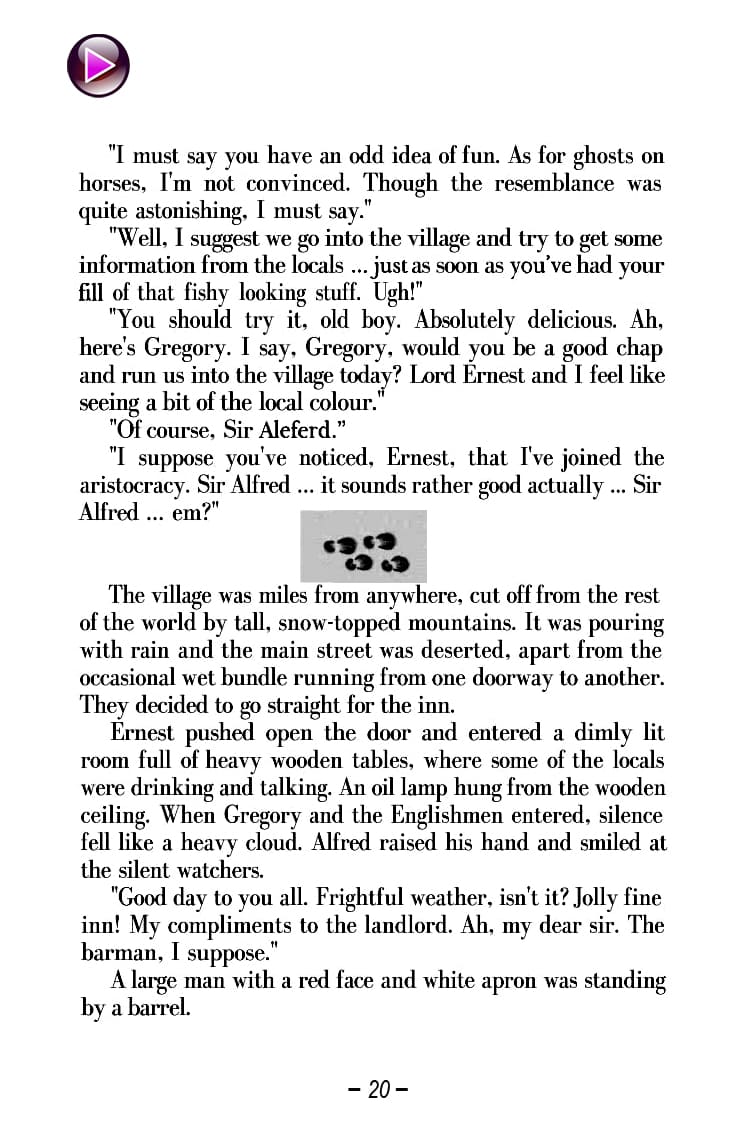 "I must say you have an odd idea of fun. As for ghosts on
horses, I'm not convinced. Though the resemblance was
quite astonishing, I must say."
"Well, I suggest we go into the village and try to get some
information from the locals ... just as soon as you've had your
fill of that fishy looking stuff. Ugh!"
"You should try it, old boy. Absolutely delicious. Ah,
here's Gregory. I say, Gregory, would you be a good chap
and run us into the village today? Lord Ernest and I feel like
seeing a bit of the local colour."
"Of course, Sir Aleferd.”
"I suppose you've noticed, Ernest, that I've joined the
aristocracy. Sir Alfred ... it sounds rather good actually ... Sir
Alfred ... em?"
The village was miles from anywhere, cut off from the rest
of the world by tall, snow-topped mountains. It was pouring
with rain and the main street was deserted, apart from the
occasional wet bundle running from one doorway to another.
They decided to go straight for the inn.
Ernest pushed open the door and entered a dimly lit
room full of heavy wooden tables, where some of the locals
were drinking and talking. An oil lamp hung from the wooden
ceiling. When Gregory and the Englishmen entered, silence
fell like a heavy cloud. Alfred raised his hand and smiled at
the silent watchers.
"Good day to you all. Frightful weather, isn't it? Jolly fine
inn! My compliments to the landlord. Ah, my dear sir. The
barman, I suppose."
A large man with a red face and white apron was standing
by a barrel.
– 20 –